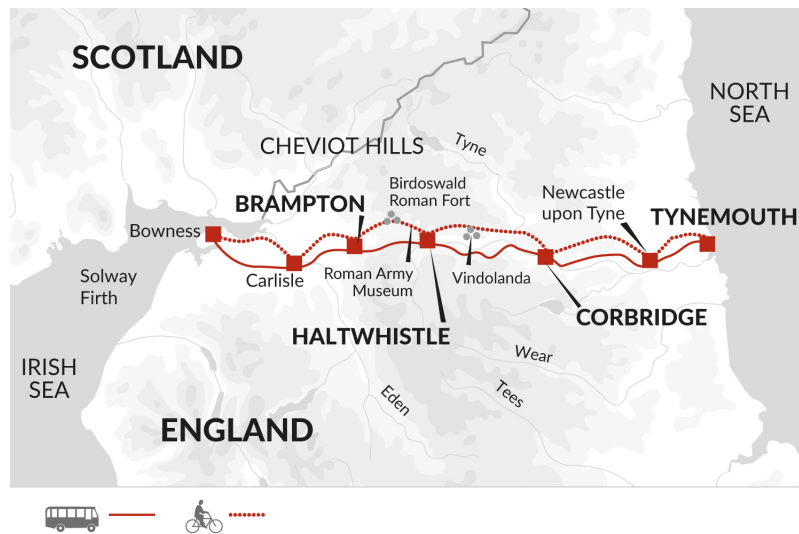 SCOTLAND
NORTH
SEA
CHEVIOT HILLS
Tyne
Birdoswald
Roman Fort
BRAMPTON
Newcastle
upon Tyne
TYNEMOUTH
Bowness
Solway
Firth
Carlisle
Roman Army
Museum
Vindolanda
HALTWHISTLE
CORBRIDGE
IRISH
SEA
Wear
Tees
Eden
ENGLAND